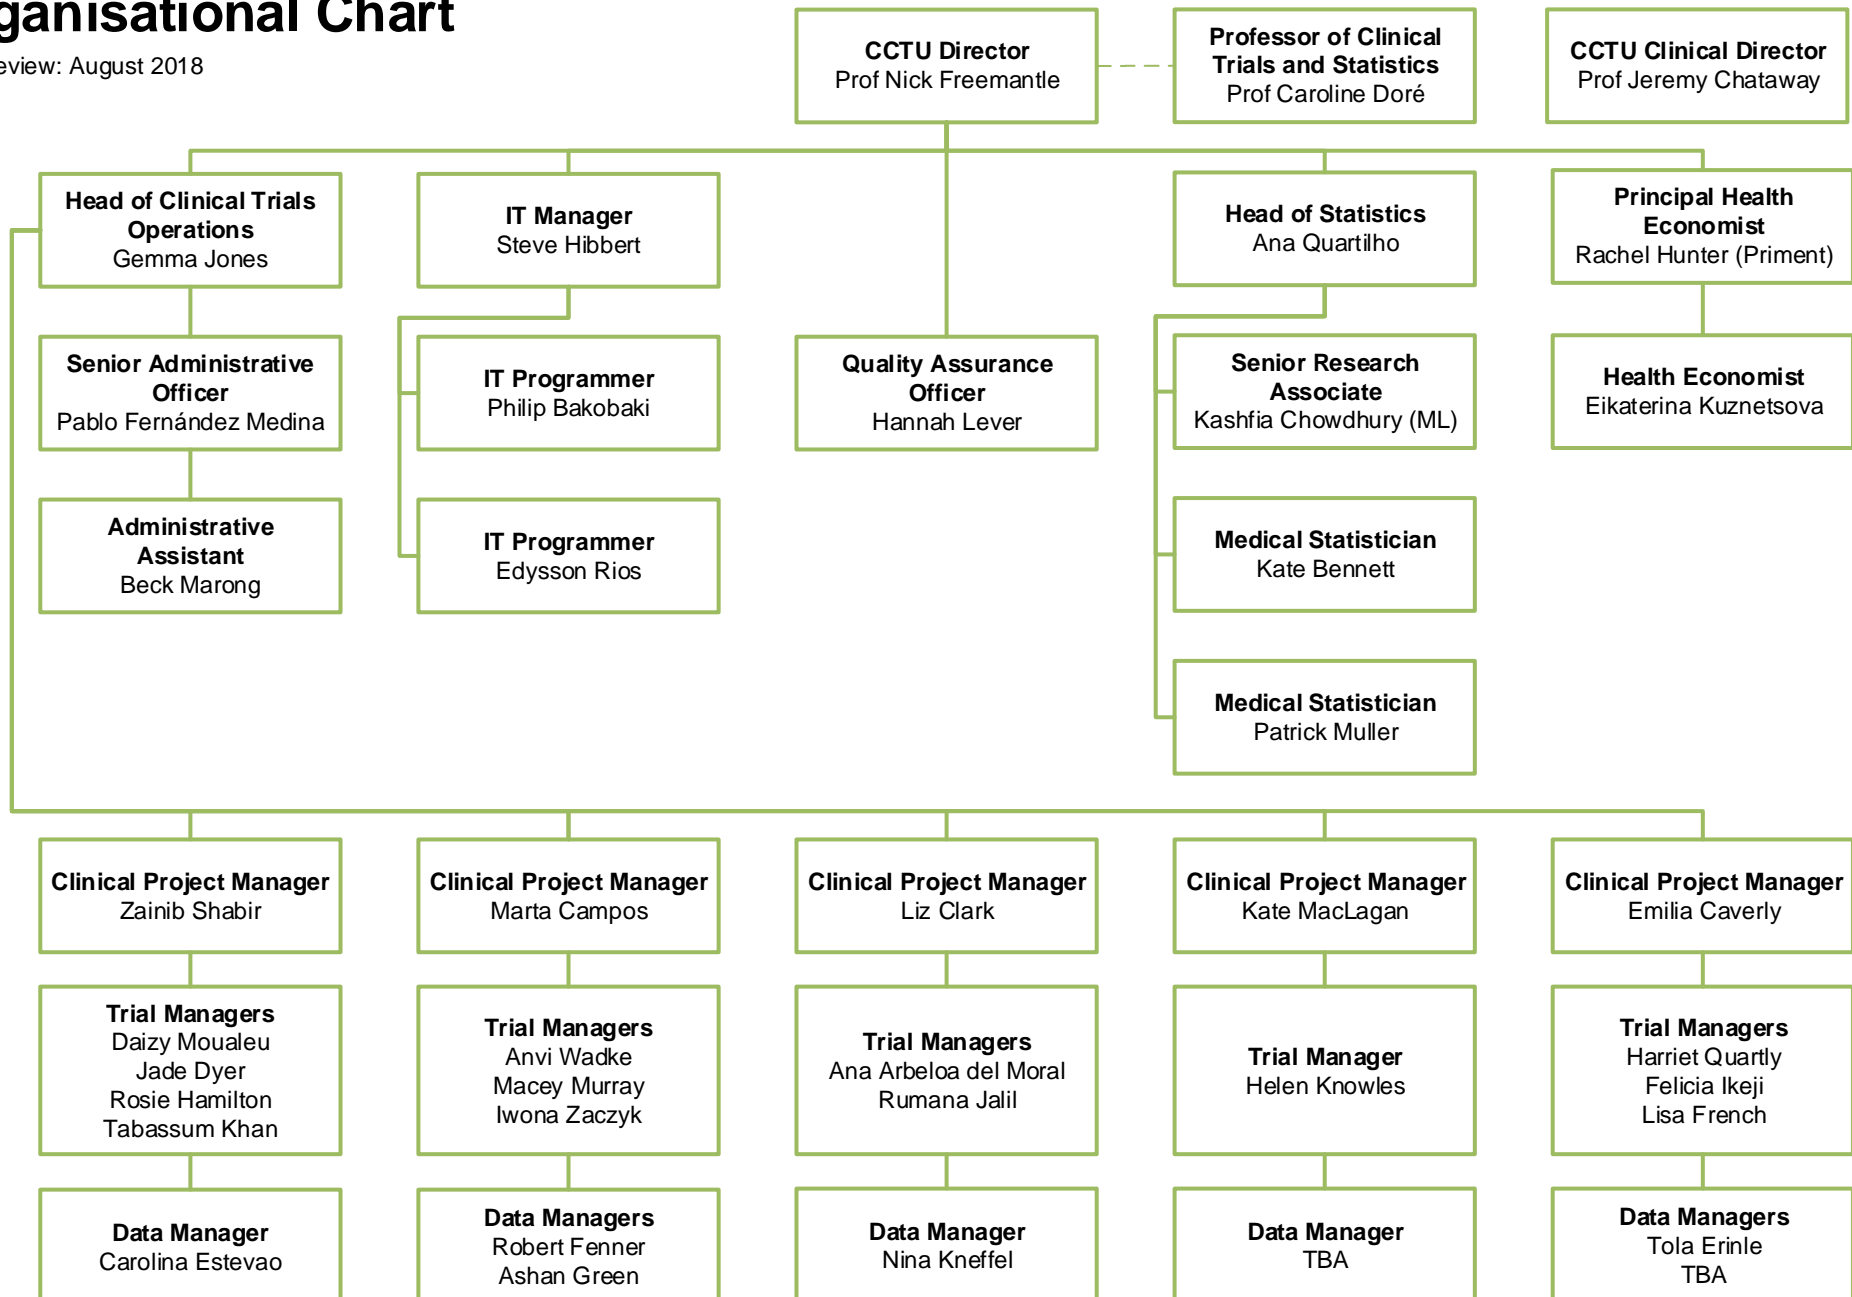 ganisational Chart
eview: August 2018
CCTU Director
Prof Nick Freemantle
Professor of Clinical
Trials and Statistics
Prof Caroline Doré
CCTU Clinical Director
Prof Jeremy Chataway
Head of Clinical Trials
Operations
Gemma Jones
IT Manager
Steve Hibbert
Head of Statistics
Ana Quartilho
Principal Health
Economist
Rachel Hunter (Priment)
Senior Administrative
Officer
Pablo Fernández Medina
IT Programmer
Philip Bakobaki
Quality Assurance
Officer
Hannah Lever
Senior Research
Associate
Kashfia Chowdhury (ML)
Health Economist
Eikaterina Kuznetsova
Administrative
Assistant
Beck Marong
IT Programmer
Edysson Rios
Medical Statistician
Kate Bennett
Medical Statistician
Patrick Muller
Clinical Project Manager
Zainib Shabir
Clinical Project Manager
Marta Campos
Clinical Project Manager
Liz Clark
Clinical Project Manager
Kate MacLagan
Clinical Project Manager
Emilia Caverly
Trial Managers
Daizy Moualeu
Jade Dyer
Rosie Hamilton
Tabassum Khan
Trial Managers
Anvi Wadke
Macey Murray
Iwona Zaczyk
Trial Managers
Ana Arbeloa del Moral
Rumana Jalil
Trial Manager
Helen Knowles
Trial Managers
Harriet Quartly
Felicia Ikeji
Lisa French
Data Manager
Carolina Estevao
Data Managers
Robert Fenner
Ashan Green
Data Manager
Nina Kneffel
Data Manager
TBA
Data Managers
Tola Erinle
TBA